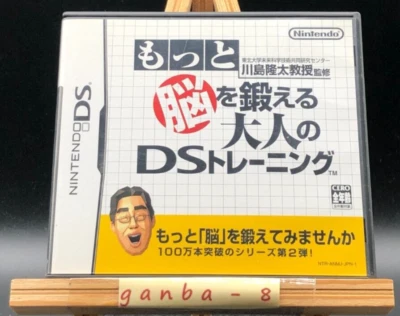 Nintendo
NINTENDO DS™
もっと
東北大学未来科学技術共同研究センター
川島隆太教授監修
脳を鍛える
大人の
DSトレーニング™
CERO
全年齢
もっと「脳」を鍛えてみませんか
100万本突破のシリーズ第2弾!
ganba - 8